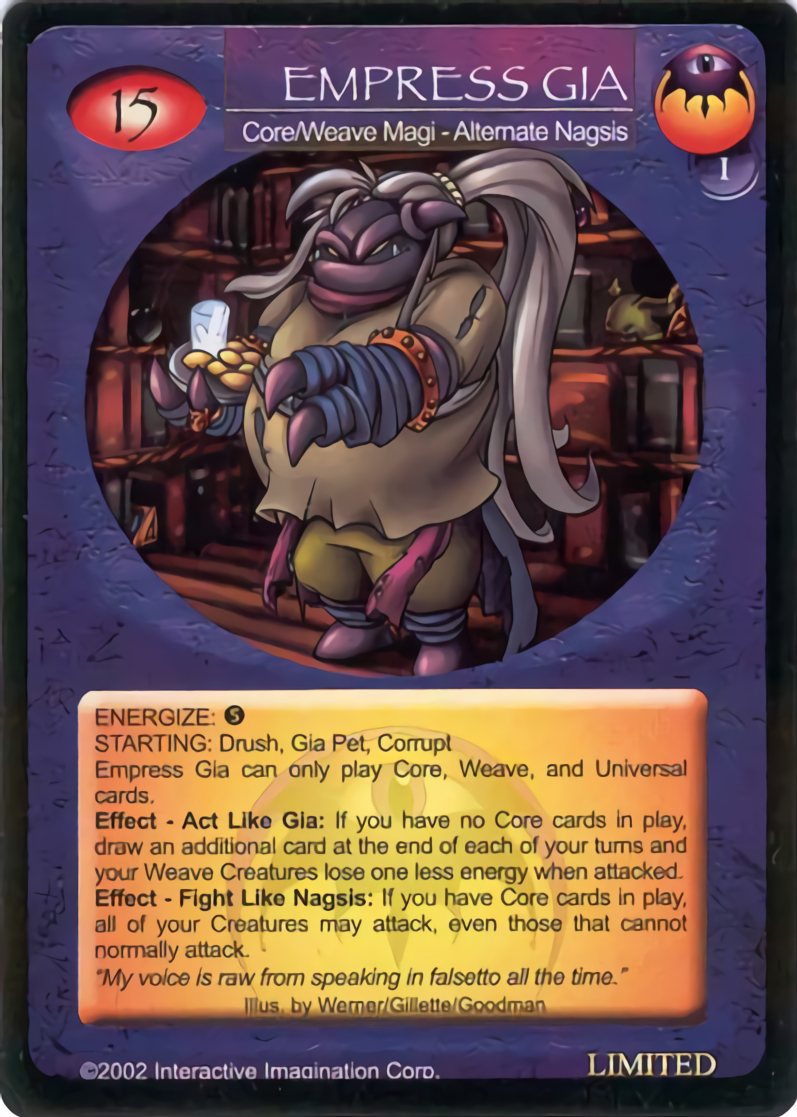 15
EMPRESS GIA
Core/Weave Magi - Alternate Nagsis
I
ENERGIZE: 5
STARTING: Drush, Gia Pet, Corrupt
Empress Gia can only play Core, Weave, and Universal
cards.
Effect - Act Like Gia: If you have no Core cards in play,
draw an additional card at the end of each of your turns and
your Weave Creatures lose one less energy when attacked.
Effect - Fight Like Nagsis: If you have Core cards in play,
all of your Creatures may attack, even those that cannot
normally attack.
"My voice is raw from speaking in falsetto all the time."
Illus. by Werner/Gillette/Goodman
©2002 Interactive Imagination Corp.
LIMITED